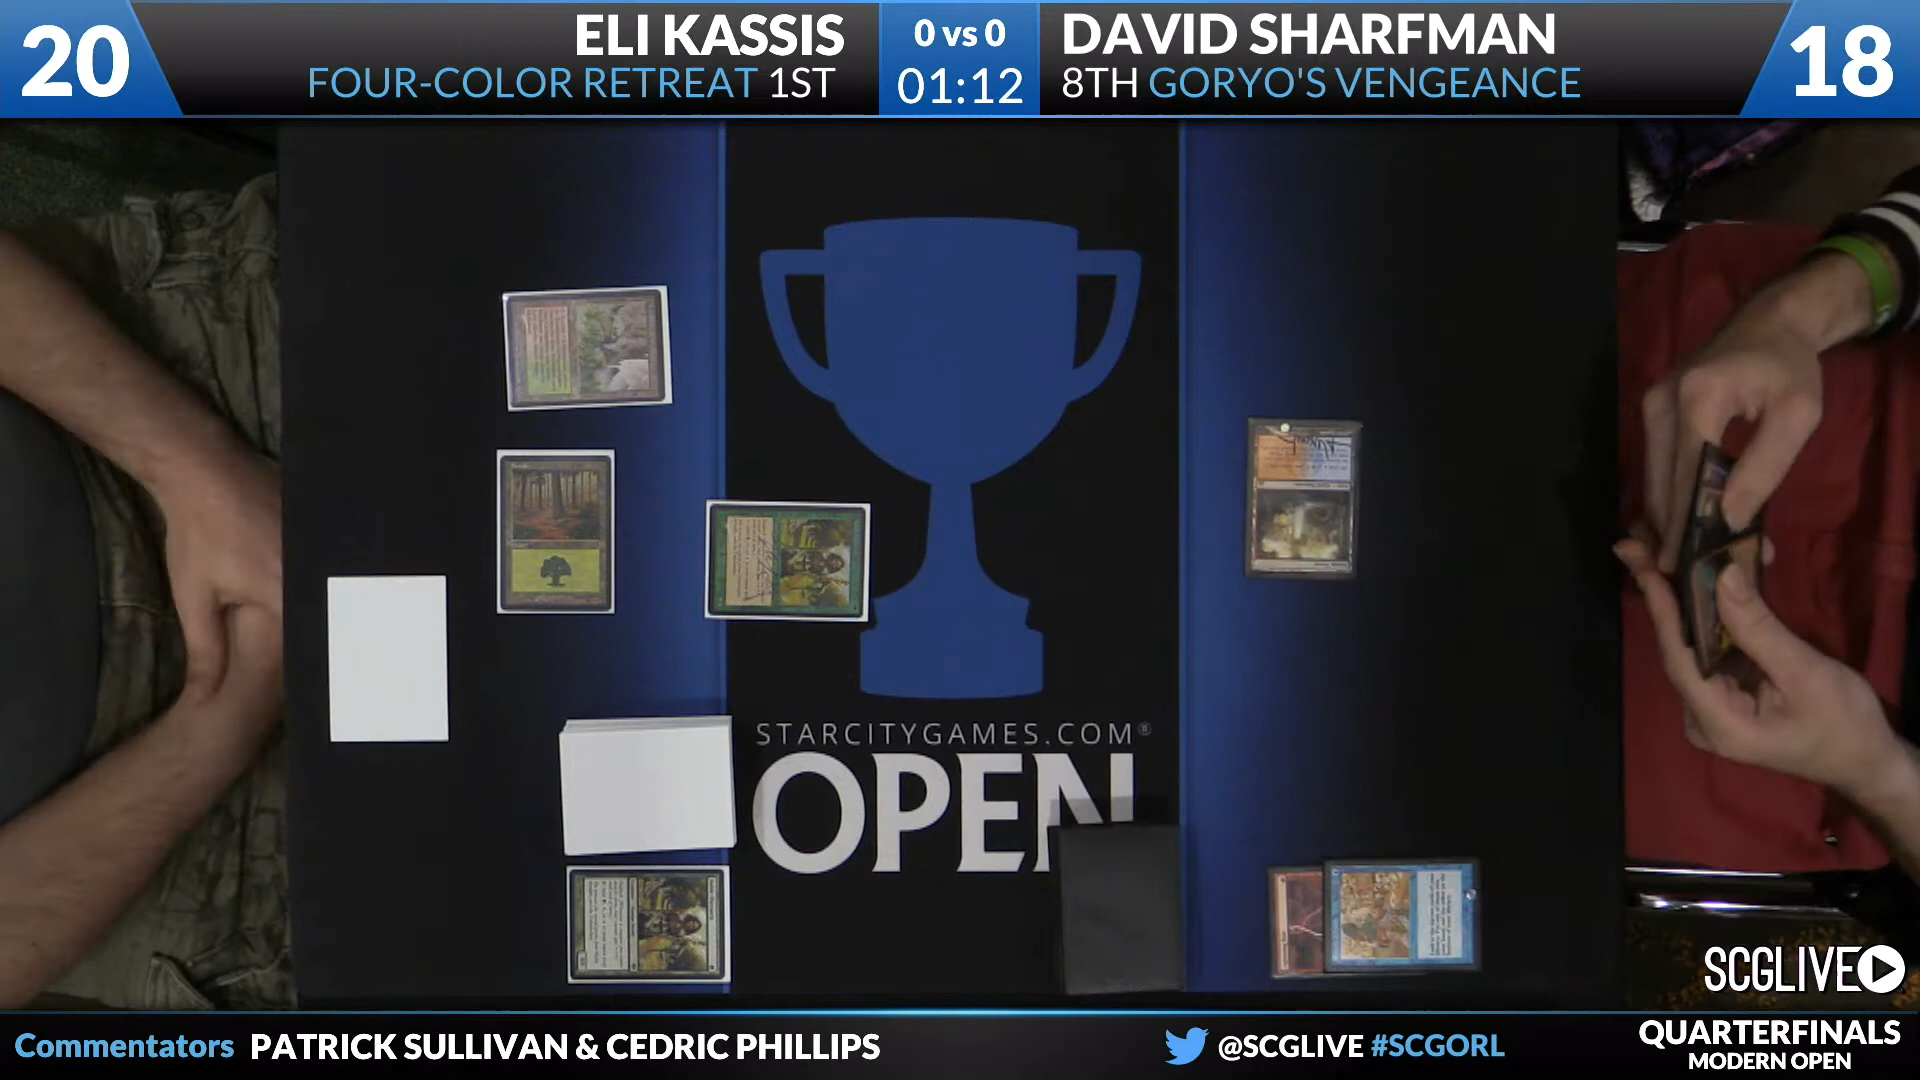 20
ELI KASSIS
FOUR-COLOR RETREAT 1ST
0 vs 0
01:12
DAVID SHARFMAN
8TH GORYO'S VENGEANCE
18
STARCITYGAMES.COM®
OPEN
SCGLIVE
Commentators PATRICK SULLIVAN & CEDRIC PHILLIPS
@SCGLIVE #SCGORL
QUARTERFINALS
MODERN OPEN